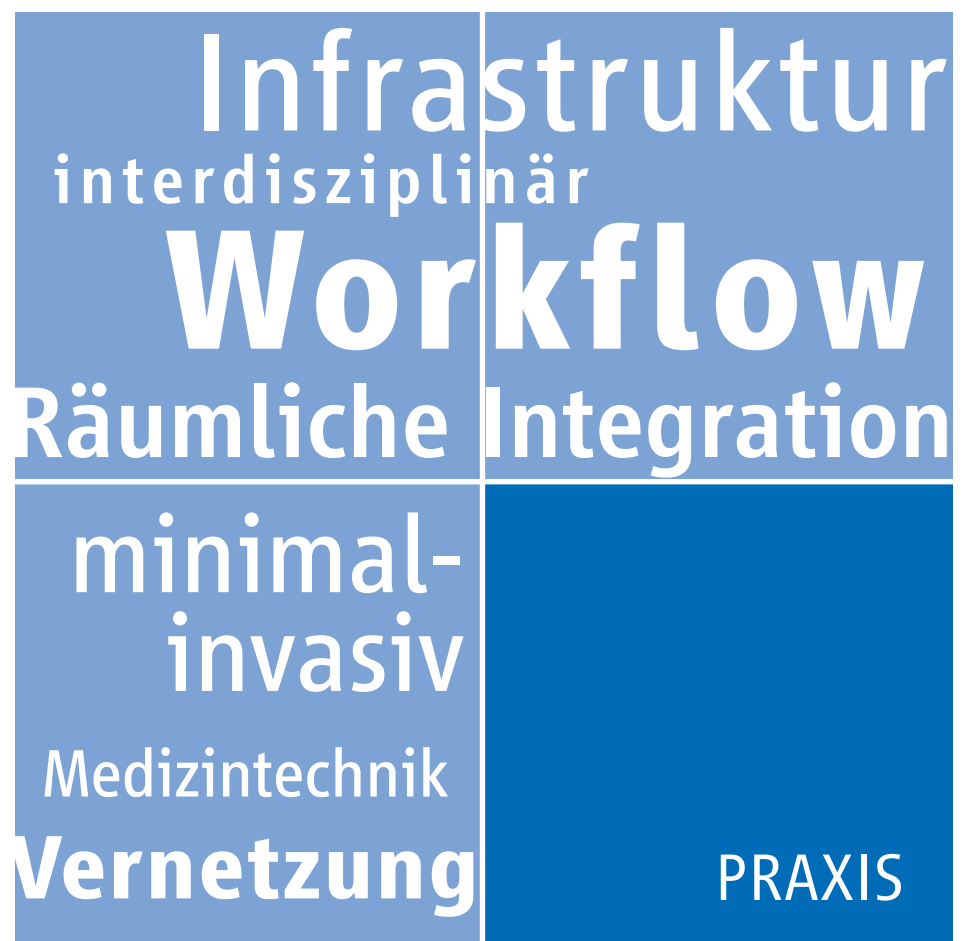 Infrastruktur
interdisziplinär
Workflow
Räumliche Integration
minimal-
invasiv
Medizintechnik
Vernetzung
PRAXIS